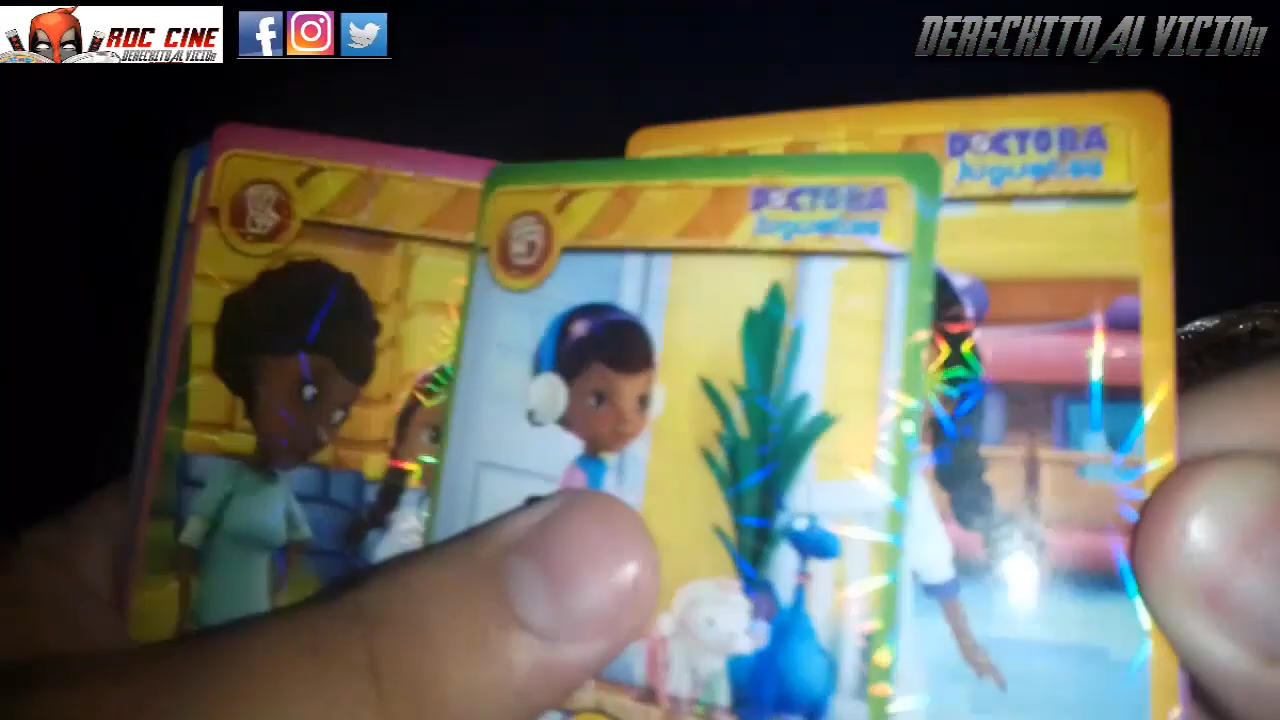 ROC CINE
DERECHITO AL VICIO!!
DERECHITO AL VICIO!!
DOCTORA
Juguetes
DOCTORA
Juguetes